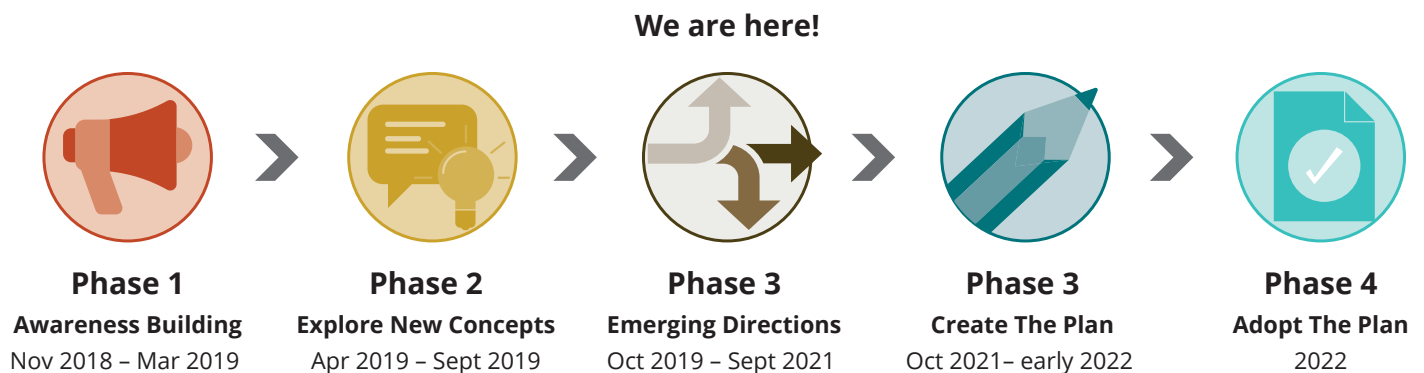 We are here!
Phase 1
Awareness Building
Nov 2018 – Mar 2019
Phase 2
Explore New Concepts
Apr 2019 – Sept 2019
Phase 3
Emerging Directions
Oct 2019 – Sept 2021
Phase 3
Create The Plan
Oct 2021– early 2022
Phase 4
Adopt The Plan
2022